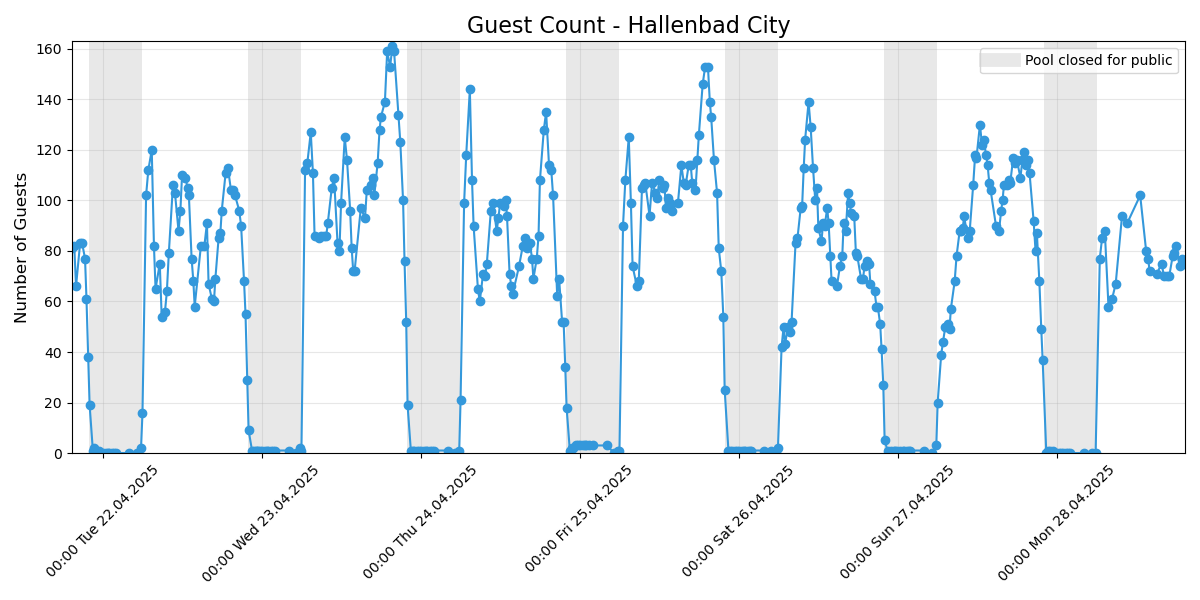 Guest Count - Hallenbad City
Pool closed for public
Number of Guests
160
140
120
100
80
60
40
20
0
00:00 Tue 22.04.2025
00:00 Wed 23.04.2025
00:00 Thu 24.04.2025
00:00 Fri 25.04.2025
00:00 Sat 26.04.2025
00:00 Sun 27.04.2025
00:00 Mon 28.04.2025